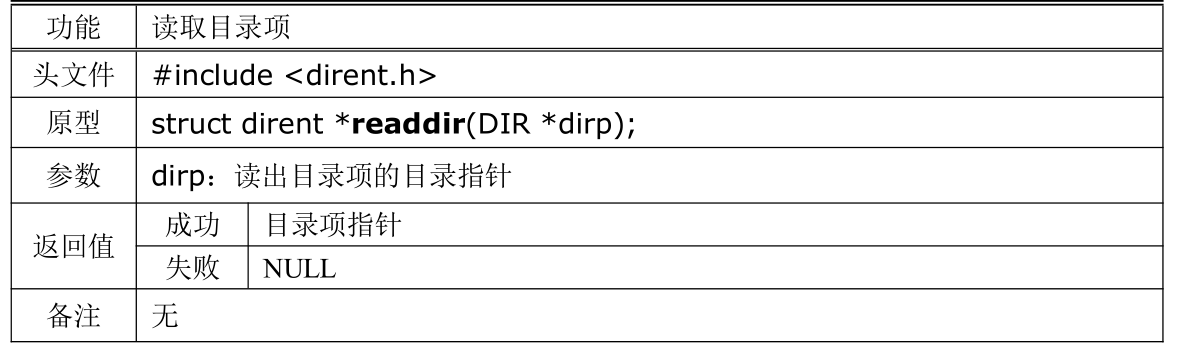 功能 读取目录项
头文件 #include <dirent.h>
原型 struct dirent *readdir(DIR *dirp);
参数 dirp：读出目录项的目录指针
返回值
成功 目录项指针
失败 NULL
备注 无